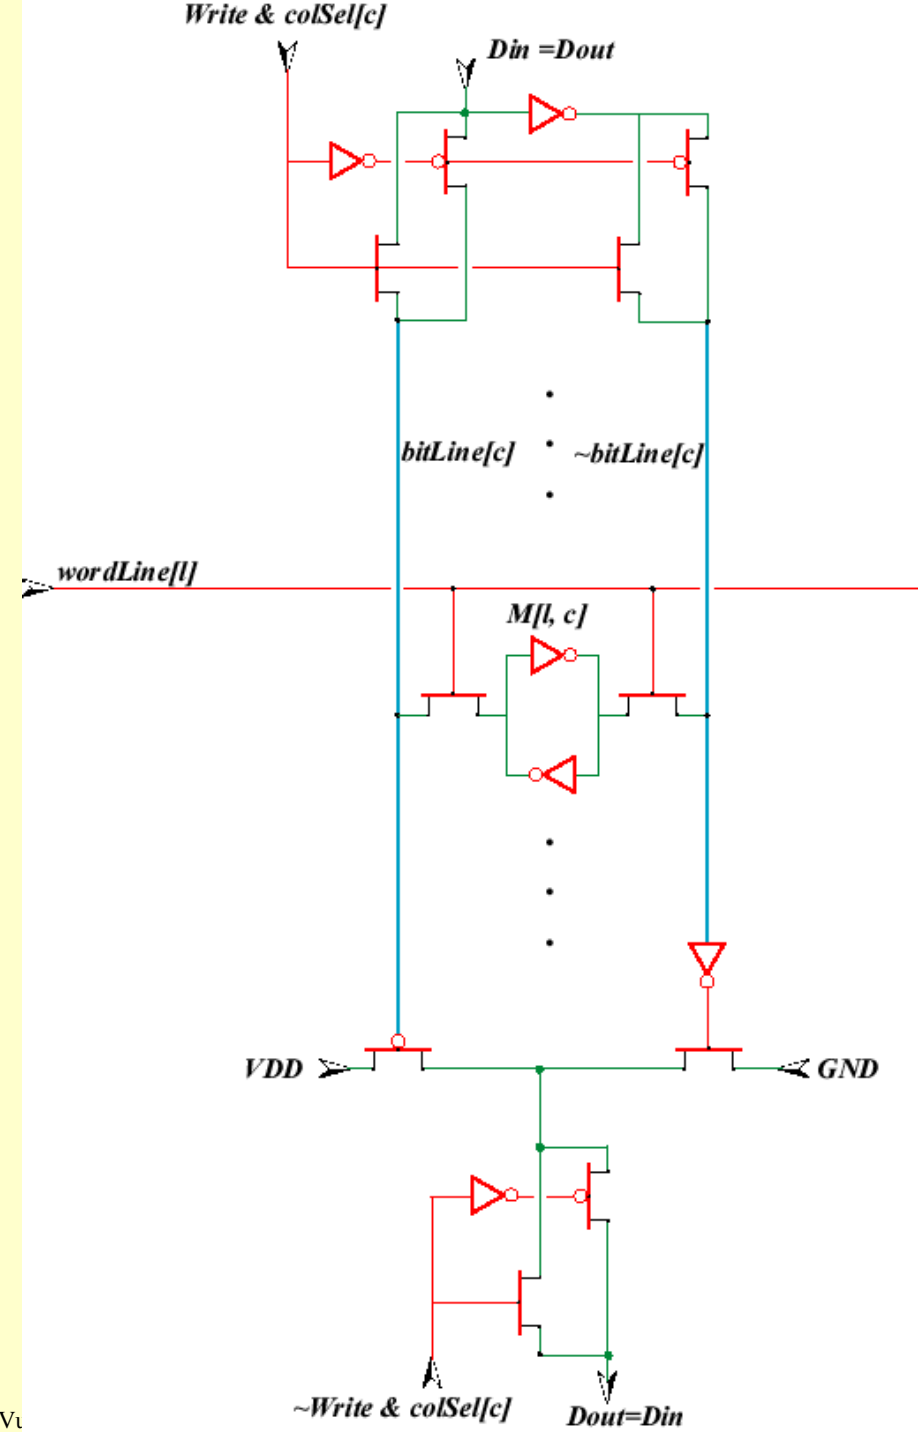 Write & colSel[c]
Din =Dout
bitLine[c]
~bitLine[c]
wordLine[l]
M[l, c]
VDD
GND
~Write & colSel[c]
Dout=Din